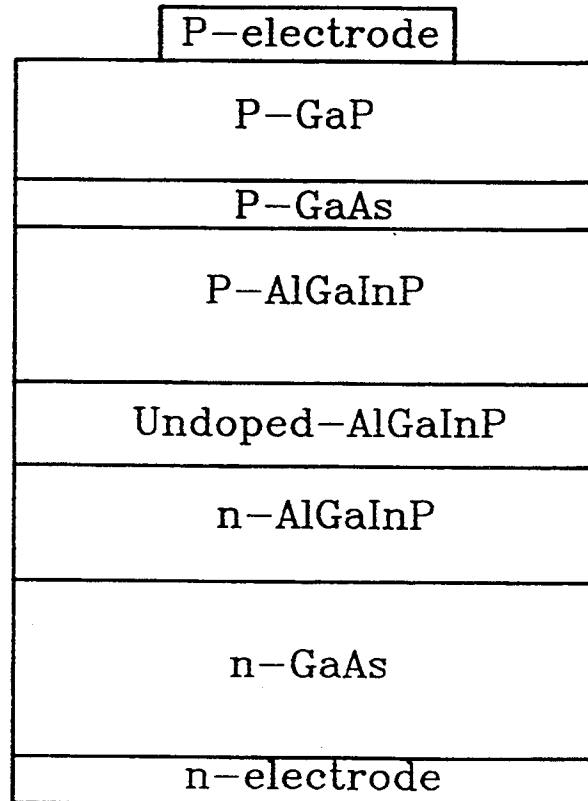 P-electrode
P-GaP
P-GaAs
P-AlGaInP
Undoped-AlGaInP
n-AlGaInP
n-GaAs
n-electrode